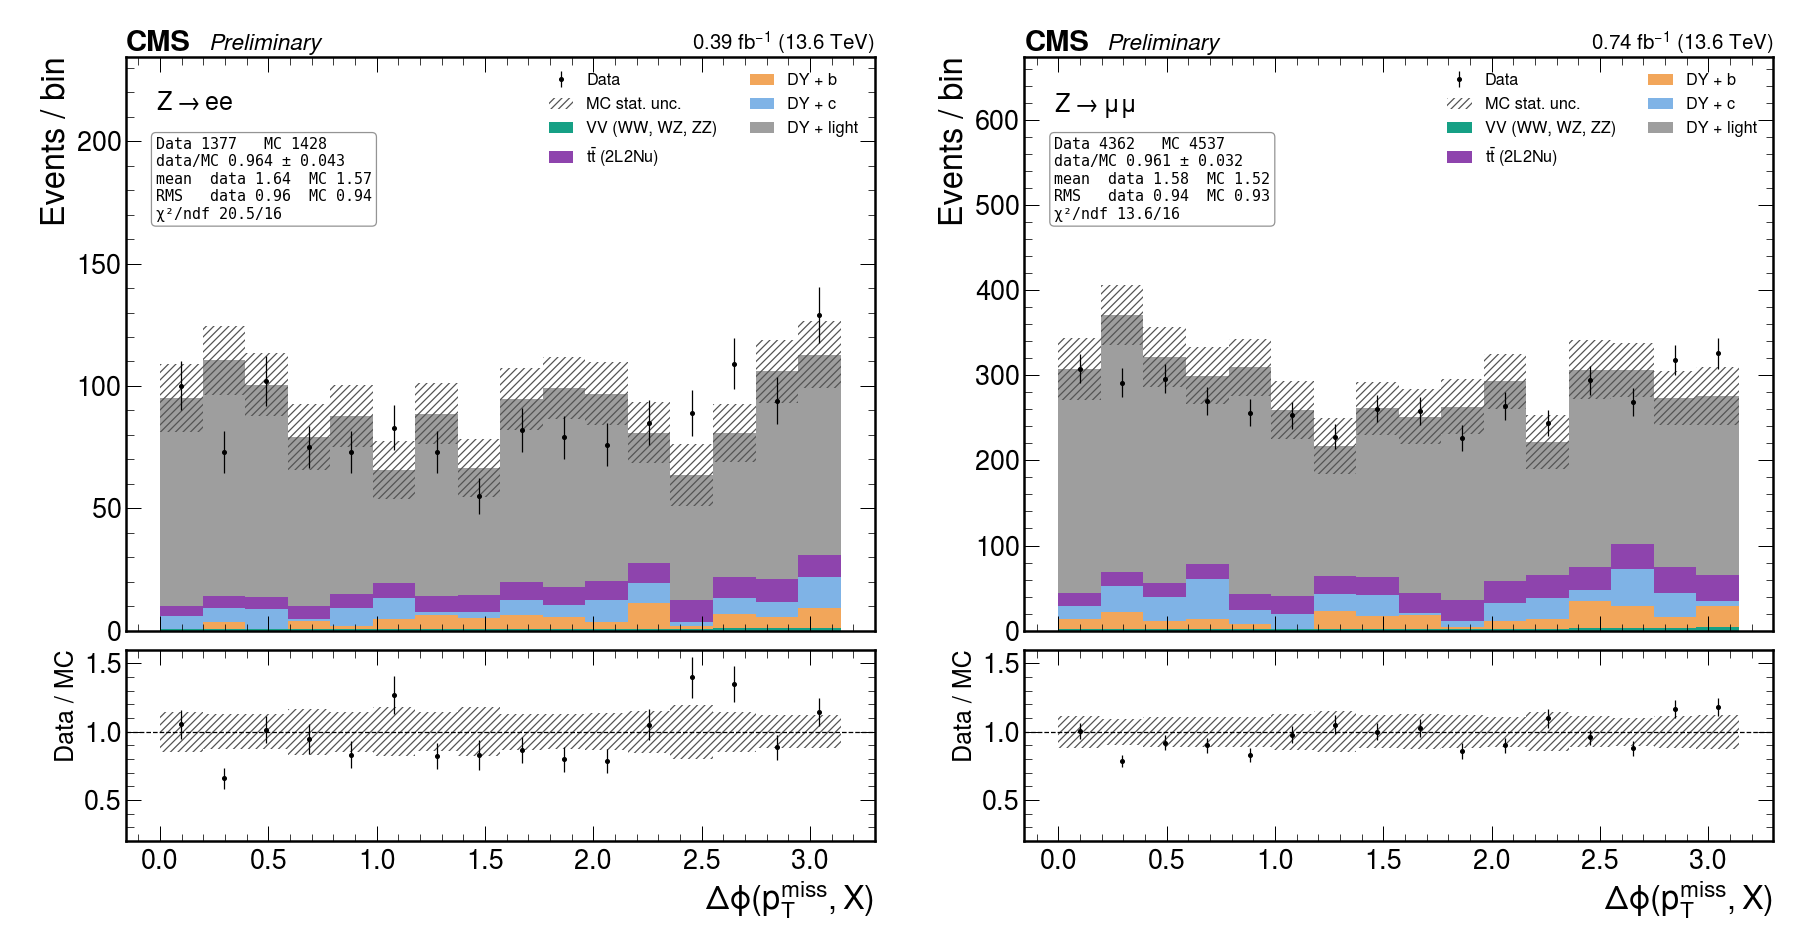 CMS Preliminary 0.39 fb⁻¹ (13.6 TeV)
Events / bin
Z → ee
Data 1377 MC 1428
data/MC 0.964 ± 0.043
mean data 1.64 MC 1.57
RMS data 0.96 MC 0.94
χ²/ndf 20.5/16
Data
MC stat. unc.
VV (WW, WZ, ZZ)
tt̄ (2L2Nu)
DY + b
DY + c
DY + light
200
150
100
50
0
Data / MC
1.5
1.0
0.5
0.0 0.5 1.0 1.5 2.0 2.5 3.0
Δϕ(p_T^miss, X)
CMS Preliminary 0.74 fb⁻¹ (13.6 TeV)
Events / bin
Z → μμ
Data 4362 MC 4537
data/MC 0.961 ± 0.032
mean data 1.58 MC 1.52
RMS data 0.94 MC 0.93
χ²/ndf 13.6/16
Data
MC stat. unc.
VV (WW, WZ, ZZ)
tt̄ (2L2Nu)
DY + b
DY + c
DY + light
600
500
400
300
200
100
0
Data / MC
1.5
1.0
0.5
0.0 0.5 1.0 1.5 2.0 2.5 3.0
Δϕ(p_T^miss, X)